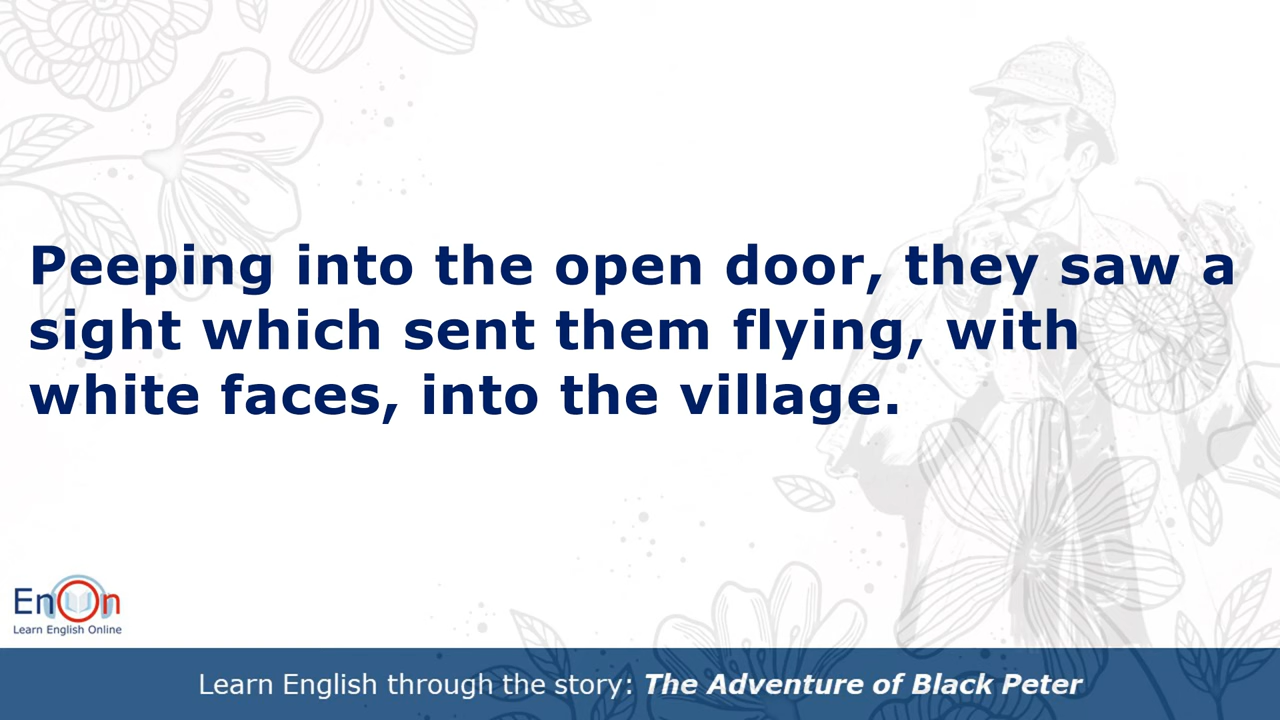 Peeping into the open door, they saw a
sight which sent them flying, with
white faces, into the village.
EnOn
Learn English Online
Learn English through the story: The Adventure of Black Peter